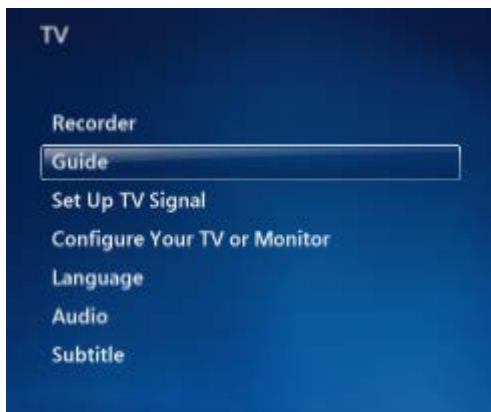 TV
Recorder
Guide
Set Up TV Signal
Configure Your TV or Monitor
Language
Audio
Subtitle